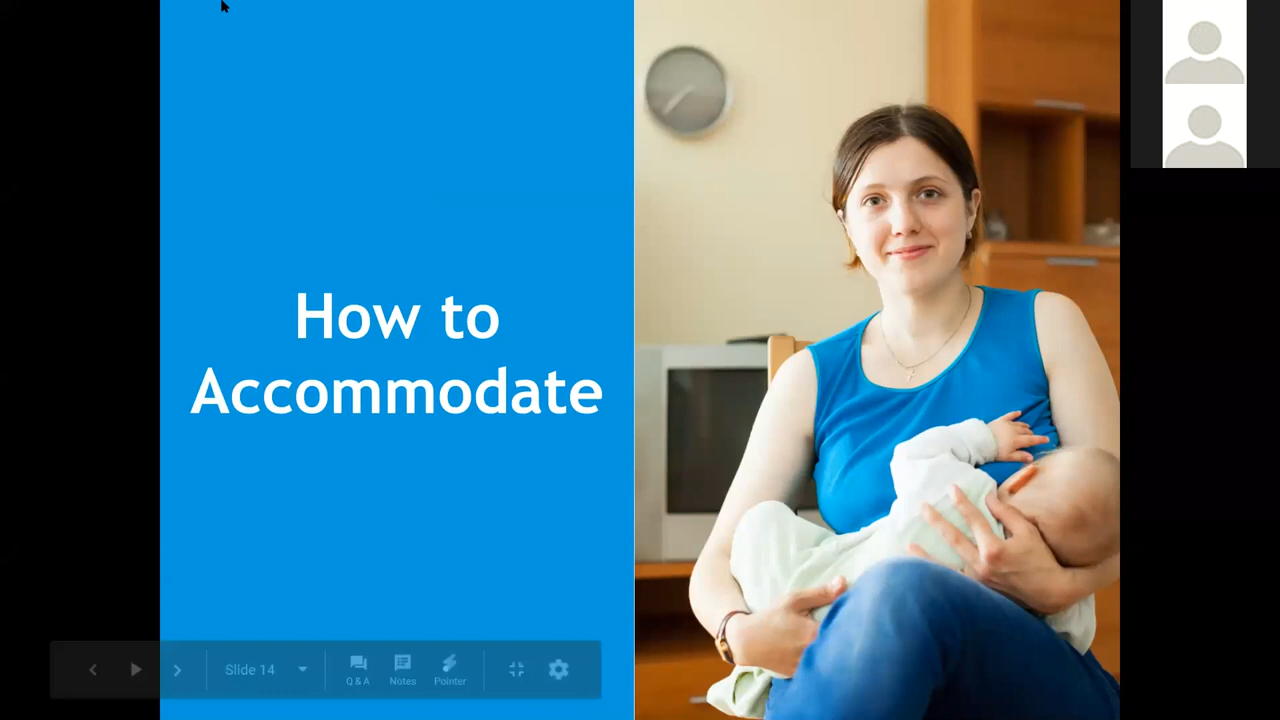 How to
Accommodate
Slide 14
Q & A
Notes
Pointer